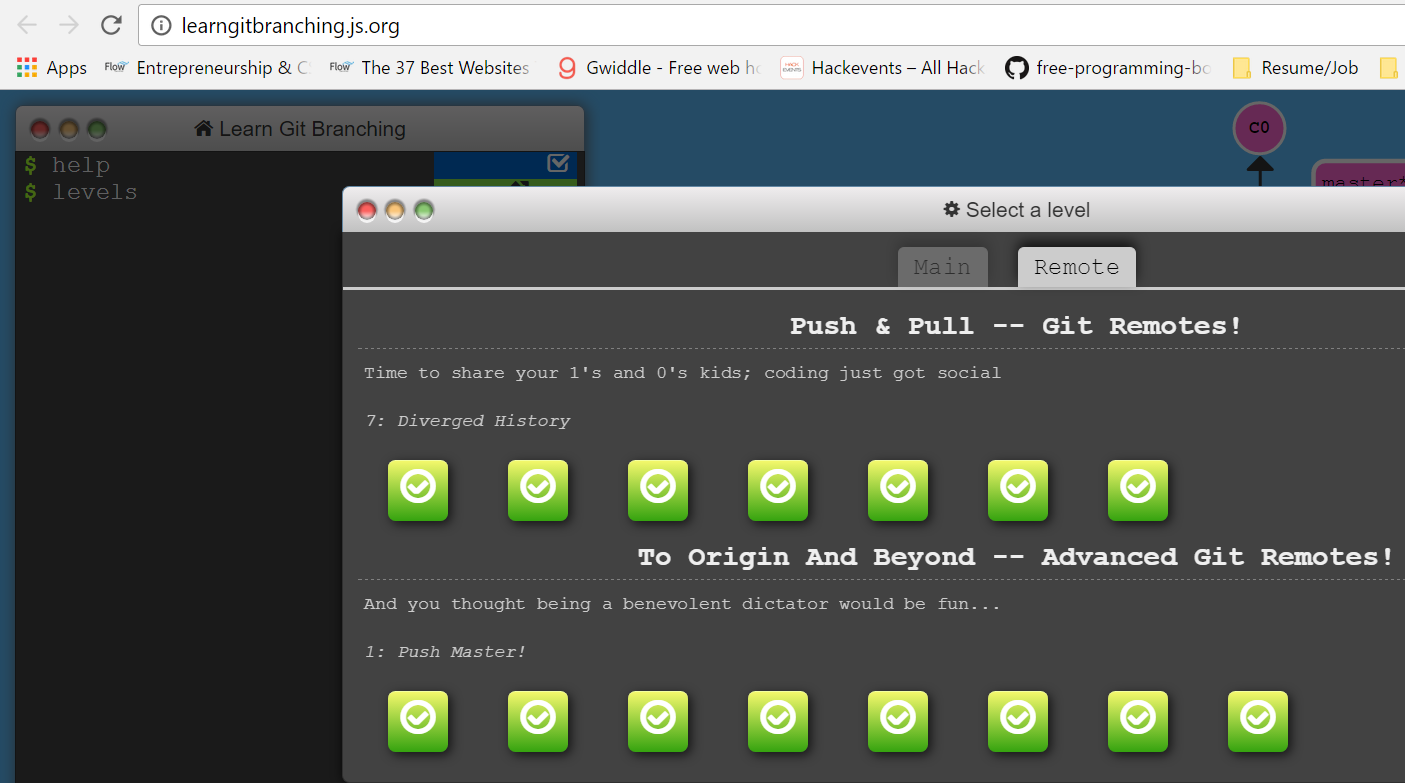 learngitbranching.js.org
Apps Flow Entrepreneurship & C Flow The 37 Best Websites Gwiddle - Free web ho Hackevents – All Hack free-programming-bo Resume/Job
Learn Git Branching
C0
$ help
$ levels
master*
Select a level
Main Remote
Push & Pull -- Git Remotes!
Time to share your 1's and 0's kids; coding just got social
7: Diverged History
To Origin And Beyond -- Advanced Git Remotes!
And you thought being a benevolent dictator would be fun...
1: Push Master!